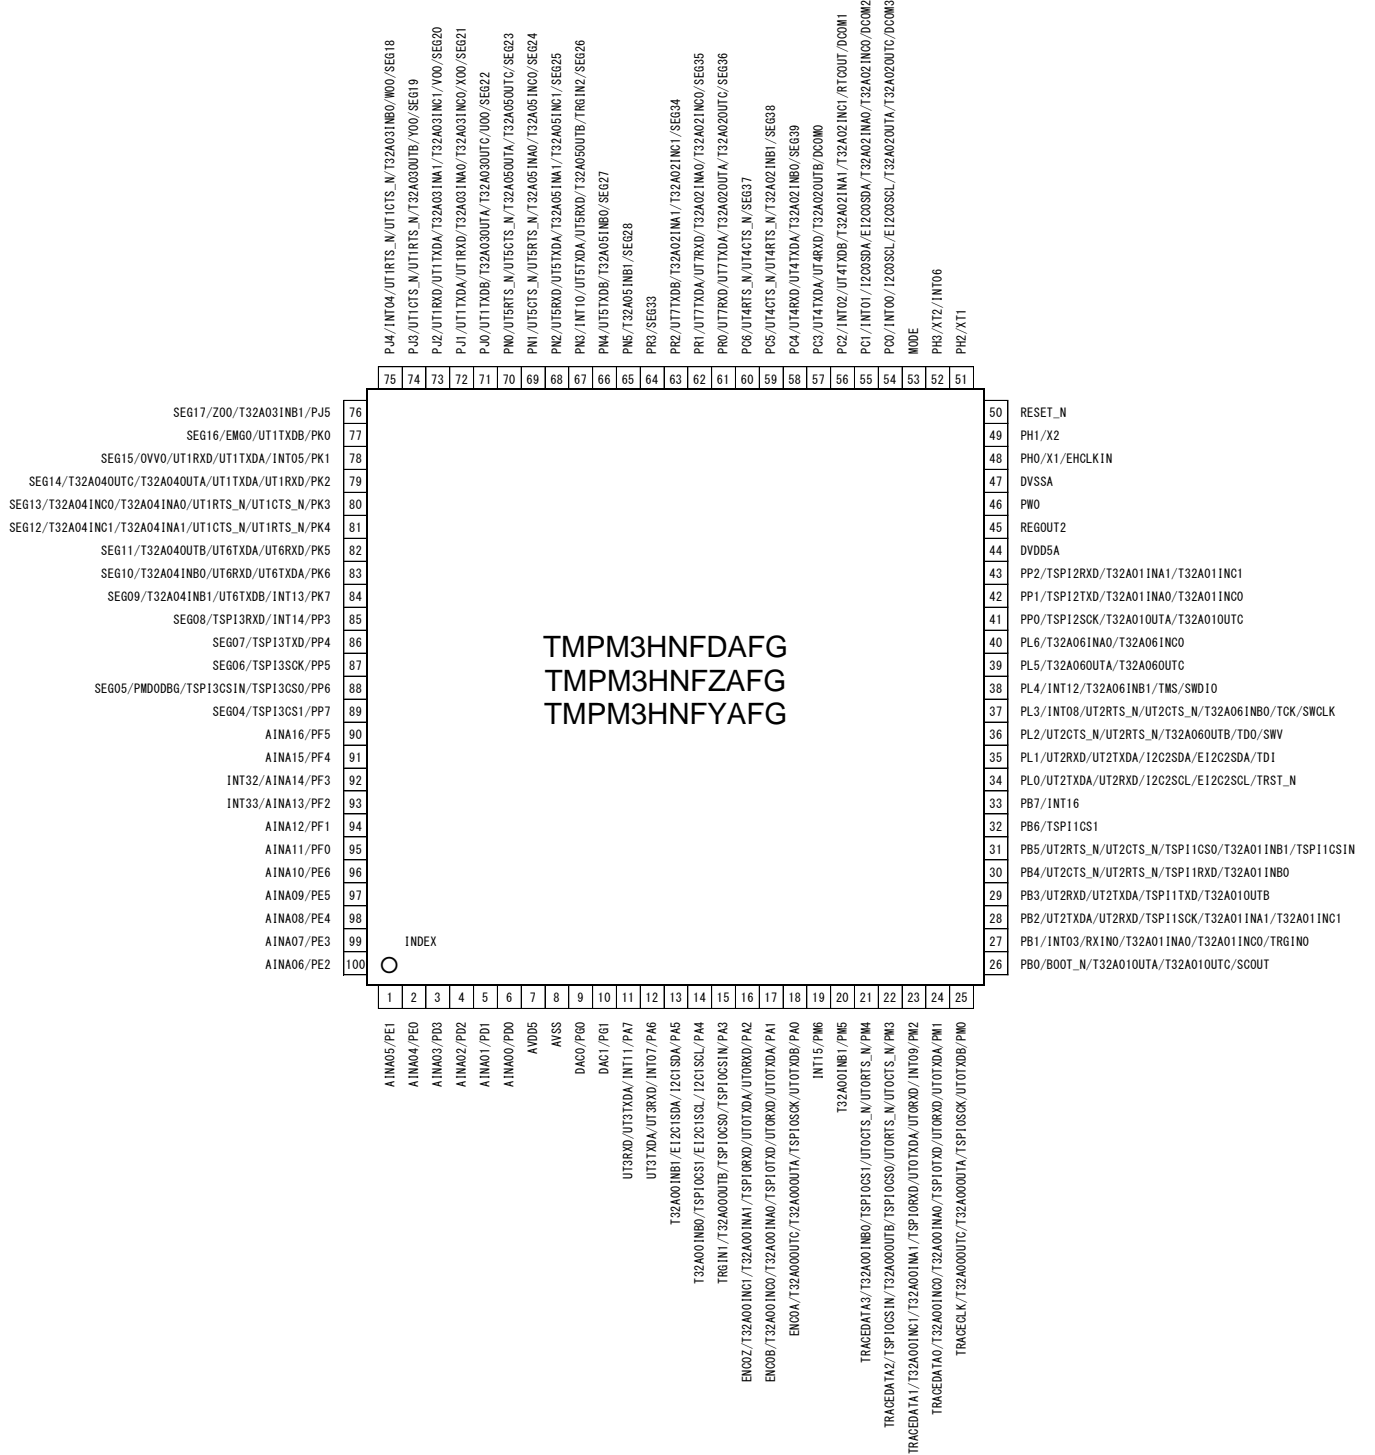 PJ4/INT04/UT1RTS_N/UT1CTS_N/T32A03INB0/WO0/SEG18
PJ3/UT1CTS_N/UT1RTS_N/T32A03OUTB/YO0/SEG19
PJ2/UT1RXD/UT1TXDA/T32A03INA1/T32A03INC1/VO0/SEG20
PJ1/UT1TXDA/UT1RXD/T32A03INA0/T32A03INC0/XO0/SEG21
PJ0/UT1TXDB/T32A03OUTA/T32A03OUTC/UO0/SEG22
PN0/UT5RTS_N/UT5CTS_N/T32A05OUTA/T32A05OUTC/SEG23
PN1/UT5CTS_N/UT5RTS_N/T32A05INA0/T32A05INC0/SEG24
PN2/UT5RXD/UT5TXDA/T32A05INA1/T32A05INC1/SEG25
PN3/INT10/UT5TXDA/UT5RXD/T32A05OUTB/TRGIN2/SEG26
PN4/UT5TXDB/T32A05INB0/SEG27
PN5/T32A05INB1/SEG28
PR3/SEG33
PR2/UT7TXDB/T32A02INA1/T32A02INC1/SEG34
PR1/UT7TXDA/UT7RXD/T32A02INA0/T32A02INC0/SEG35
PR0/UT7RXD/UT7TXDA/T32A02OUTA/T32A02OUTC/SEG36
PC6/UT4RTS_N/UT4CTS_N/SEG37
PC5/UT4CTS_N/UT4RTS_N/T32A02INB1/SEG38
PC4/UT4RXD/UT4TXDA/T32A02INB0/SEG39
PC3/UT4TXDA/UT4RXD/T32A02OUTB/DCOM0
PC2/INT02/UT4TXDB/T32A02INA1/T32A02INC1/RTCOUT/DCOM1
PC1/INT01/I2C0SDA/EI2C0SDA/T32A02INA0/T32A02INC0/DCOM2
PC0/INT00/I2C0SCL/EI2C0SCL/T32A02OUTA/T32A02OUTC/DCOM3
MODE
PH3/XT2/INT06
PH2/XT1
75 74 73 72 71 70 69 68 67 66 65 64 63 62 61 60 59 58 57 56 55 54 53 52 51
SEG17/ZO0/T32A03INB1/PJ5 76
SEG16/EMG0/UT1TXDB/PK0 77
SEG15/OVV0/UT1RXD/UT1TXDA/INT05/PK1 78
SEG14/T32A04OUTC/T32A04OUTA/UT1TXDA/UT1RXD/PK2 79
SEG13/T32A04INC0/T32A04INA0/UT1RTS_N/UT1CTS_N/PK3 80
SEG12/T32A04INC1/T32A04INA1/UT1CTS_N/UT1RTS_N/PK4 81
SEG11/T32A04OUTB/UT6TXDA/UT6RXD/PK5 82
SEG10/T32A04INB0/UT6RXD/UT6TXDA/PK6 83
SEG09/T32A04INB1/UT6TXDB/INT13/PK7 84
SEG08/TSPI3RXD/INT14/PP3 85
SEG07/TSPI3TXD/PP4 86
SEG06/TSPI3SCK/PP5 87
SEG05/PMD0DBG/TSPI3CSIN/TSPI3CS0/PP6 88
SEG04/TSPI3CS1/PP7 89
AINA16/PF5 90
AINA15/PF4 91
INT32/AINA14/PF3 92
INT33/AINA13/PF2 93
AINA12/PF1 94
AINA11/PF0 95
AINA10/PE6 96
AINA09/PE5 97
AINA08/PE4 98
AINA07/PE3 99
AINA06/PE2 100
TMPM3HNFDAFG
TMPM3HNFZAFG
TMPM3HNFYAFG
INDEX
50 RESET_N
49 PH1/X2
48 PH0/X1/EHCLKIN
47 DVSSA
46 PW0
45 REGOUT2
44 DVDD5A
43 PP2/TSPI2RXD/T32A01INA1/T32A01INC1
42 PP1/TSPI2TXD/T32A01INA0/T32A01INC0
41 PP0/TSPI2SCK/T32A01OUTA/T32A01OUTC
40 PL6/T32A06INA0/T32A06INC0
39 PL5/T32A06OUTA/T32A06OUTC
38 PL4/INT12/T32A06INB1/TMS/SWDIO
37 PL3/INT08/UT2RTS_N/UT2CTS_N/T32A06INB0/TCK/SWCLK
36 PL2/UT2CTS_N/UT2RTS_N/T32A06OUTB/TDO/SWV
35 PL1/UT2RXD/UT2TXDA/I2C2SDA/EI2C2SDA/TDI
34 PL0/UT2TXDA/UT2RXD/I2C2SCL/EI2C2SCL/TRST_N
33 PB7/INT16
32 PB6/TSPI1CS1
31 PB5/UT2RTS_N/UT2CTS_N/TSPI1CS0/T32A01INB1/TSPI1CSIN
30 PB4/UT2CTS_N/UT2RTS_N/TSPI1RXD/T32A01INB0
29 PB3/UT2RXD/UT2TXDA/TSPI1TXD/T32A01OUTB
28 PB2/UT2TXDA/UT2RXD/TSPI1SCK/T32A01INA1/T32A01INC1
27 PB1/INT03/RXIN0/T32A01INA0/T32A01INC0/TRGIN0
26 PB0/BOOT_N/T32A01OUTA/T32A01OUTC/SCOUT
1 2 3 4 5 6 7 8 9 10 11 12 13 14 15 16 17 18 19 20 21 22 23 24 25
AINA05/PE1
AINA04/PE0
AINA03/PD3
AINA02/PD2
AINA01/PD1
AINA00/PD0
AVDD5
AVSS
DAC0/PG0
DAC1/PG1
UT3RXD/UT3TXDA/INT11/PA7
UT3TXDA/UT3RXD/INT07/PA6
T32A00INB1/EI2C1SDA/I2C1SDA/PA5
T32A00INB0/TSPI0CS1/EI2C1SCL/I2C1SCL/PA4
TRGIN1/T32A00OUTB/TSPI0CS0/TSPI0CSIN/PA3
ENC0Z/T32A00INC1/T32A00INA1/TSPI0RXD/UT0TXDA/UT0RXD/PA2
ENC0B/T32A00INC0/T32A00INA0/TSPI0TXD/UT0RXD/UT0TXDA/PA1
ENC0A/T32A00OUTC/T32A00OUTA/TSPI0SCK/UT0TXDB/PA0
INT15/PM6
T32A00INB1/PM5
TRACEDATA3/T32A00INB0/TSPI0CS1/UT0CTS_N/UT0RTS_N/PM4
TRACEDATA2/TSPI0CSIN/T32A00OUTB/TSPI0CS0/UT0RTS_N/UT0CTS_N/PM3
TRACEDATA1/T32A00INC1/T32A00INA1/TSPI0RXD/UT0TXDA/UT0RXD/INT09/PM2
TRACEDATA0/T32A00INC0/T32A00INA0/TSPI0TXD/UT0RXD/UT0TXDA/PM1
TRACECLK/T32A00OUTC/T32A00OUTA/TSPI0SCK/UT0TXDB/PM0